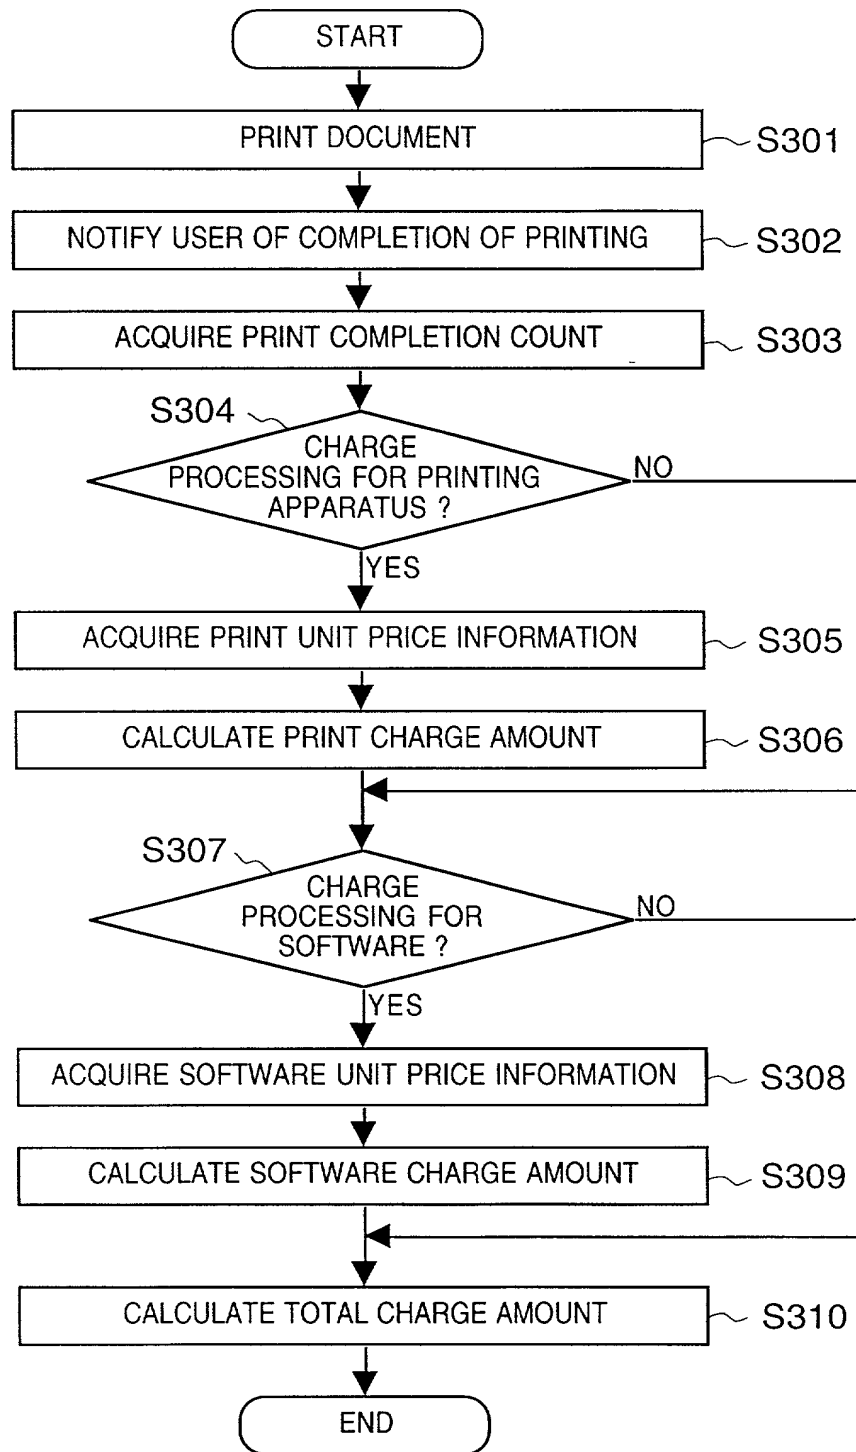 START
PRINT DOCUMENT
S301
NOTIFY USER OF COMPLETION OF PRINTING
S302
ACQUIRE PRINT COMPLETION COUNT
S303
S304
CHARGE
PROCESSING FOR PRINTING
APPARATUS ?
NO
YES
ACQUIRE PRINT UNIT PRICE INFORMATION
S305
CALCULATE PRINT CHARGE AMOUNT
S306
S307
CHARGE
PROCESSING FOR
SOFTWARE ?
NO
YES
ACQUIRE SOFTWARE UNIT PRICE INFORMATION
S308
CALCULATE SOFTWARE CHARGE AMOUNT
S309
CALCULATE TOTAL CHARGE AMOUNT
S310
END